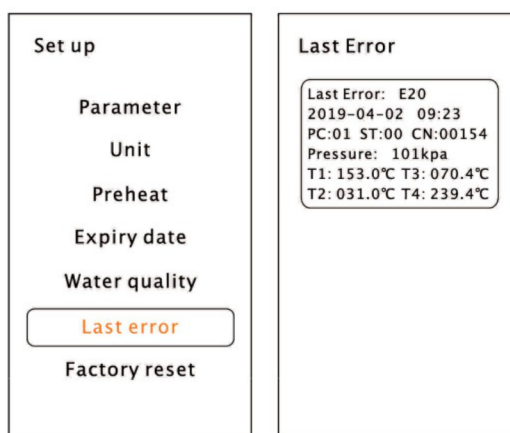 Set up
Parameter
Unit
Preheat
Expiry date
Water quality
Last error
Factory reset
Last Error
Last Error: E20
2019-04-02 09:23
PC:01 ST:00 CN:00154
Pressure: 101kpa
T1: 153.0℃ T3: 070.4℃
T2: 031.0℃ T4: 239.4℃